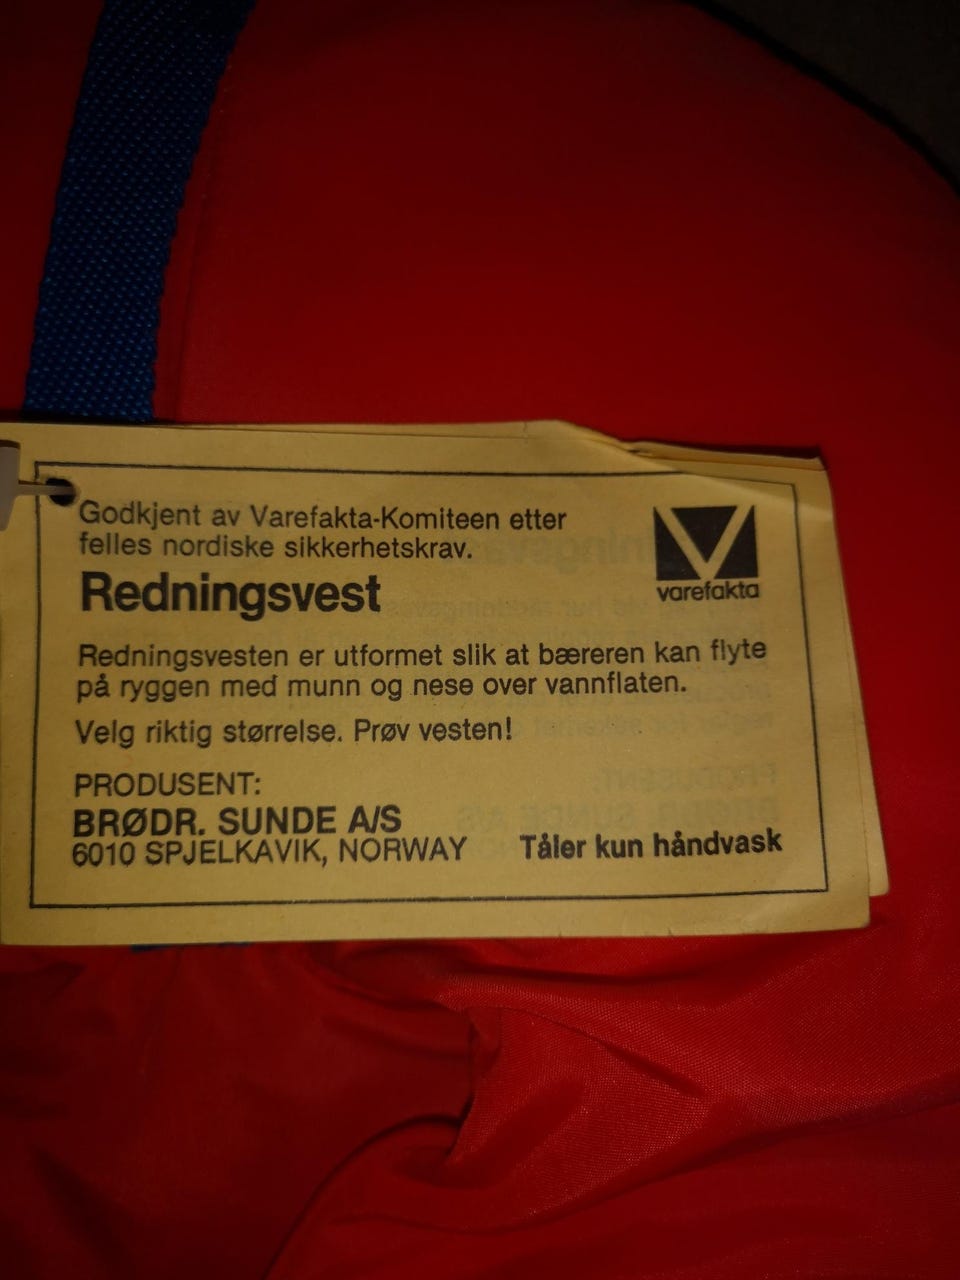 Godkjent av Varefakta-Komiteen etter
felles nordiske sikkerhetskrav.
varefakta
Redningsvest
Redningsvesten er utformet slik at bæreren kan flyte
på ryggen med munn og nese over vannflaten.
Velg riktig størrelse. Prøv vesten!
PRODUSENT:
BRØDR. SUNDE A/S
6010 SPJELKAVIK, NORWAY
Tåler kun håndvask